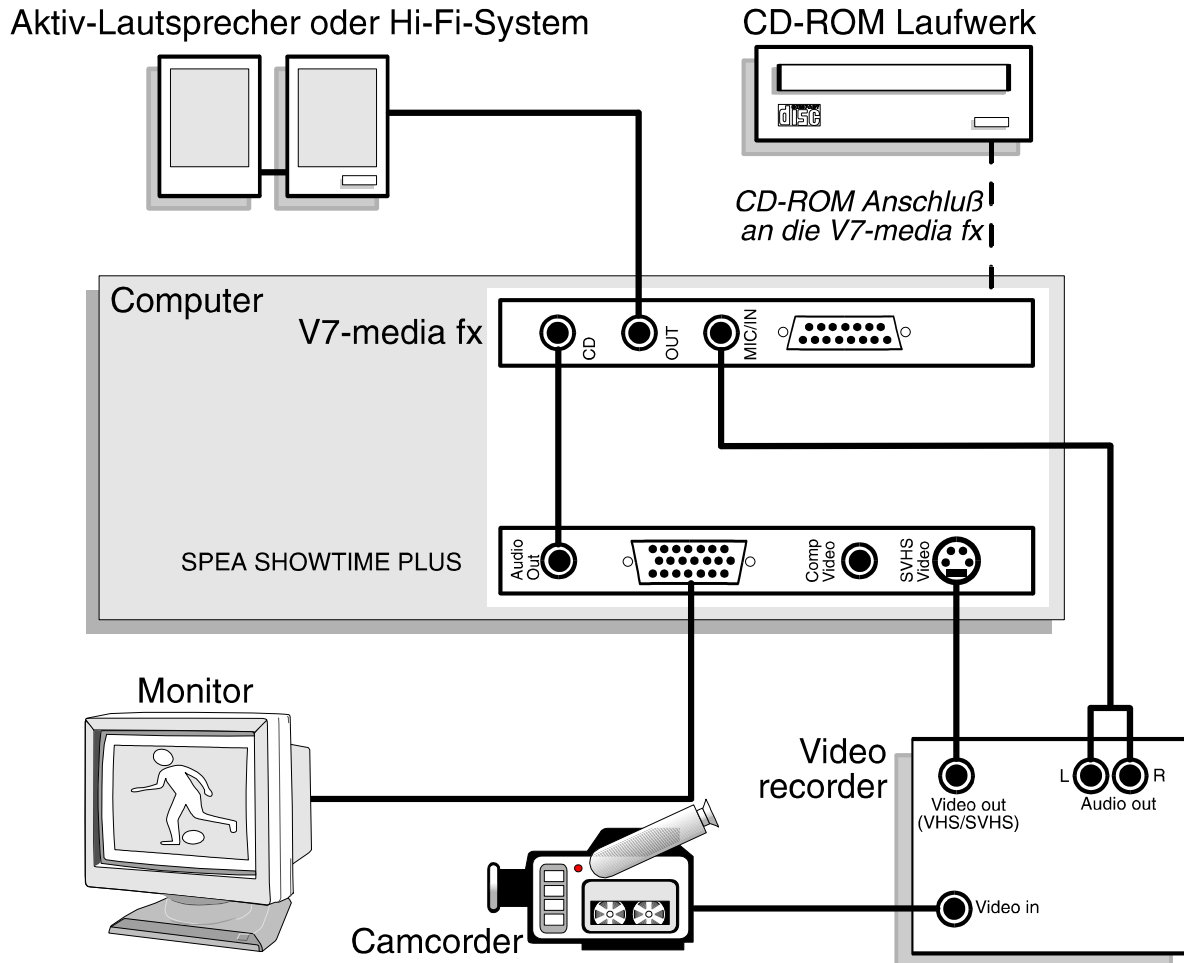 Aktiv-Lautsprecher oder Hi-Fi-System
CD-ROM Laufwerk
COMPACT
disc
CD-ROM Anschluß
an die V7-media fx
Computer
V7-media fx
CD
OUT
MIC/IN
SPEA SHOWTIME PLUS
Audio
Out
Comp
Video
SVHS
Video
Monitor
Video
recorder
Video out
(VHS/SVHS)
L
R
Audio out
Video in
Camcorder